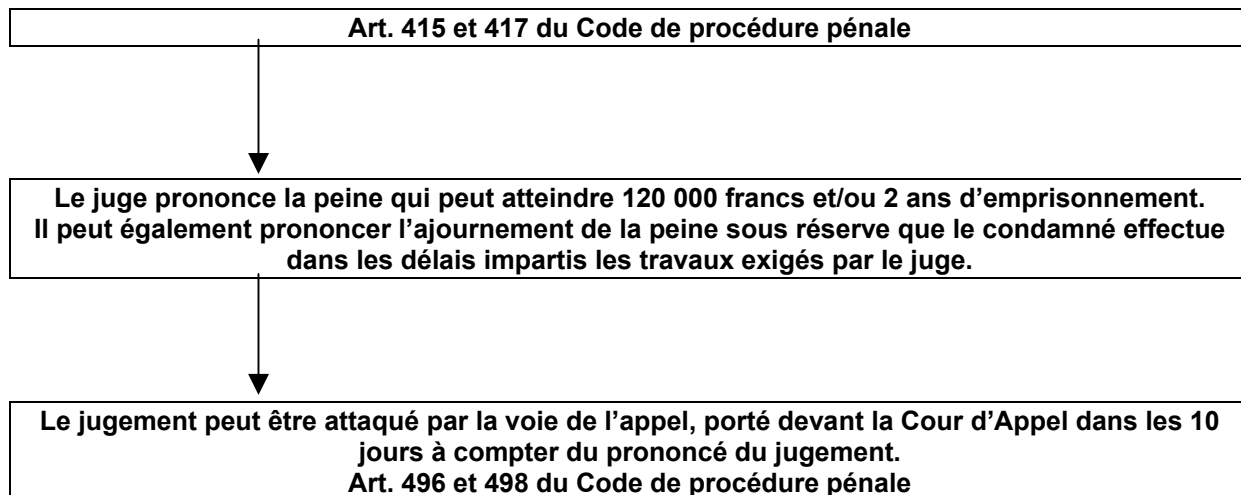 Art. 415 et 417 du Code de procédure pénale
Le juge prononce la peine qui peut atteindre 120 000 francs et/ou 2 ans d’emprisonnement.
Il peut également prononcer l’ajournement de la peine sous réserve que le condamné effectue
dans les délais impartis les travaux exigés par le juge.
Le jugement peut être attaqué par la voie de l’appel, porté devant la Cour d’Appel dans les 10
jours à compter du prononcé du jugement.
Art. 496 et 498 du Code de procédure pénale